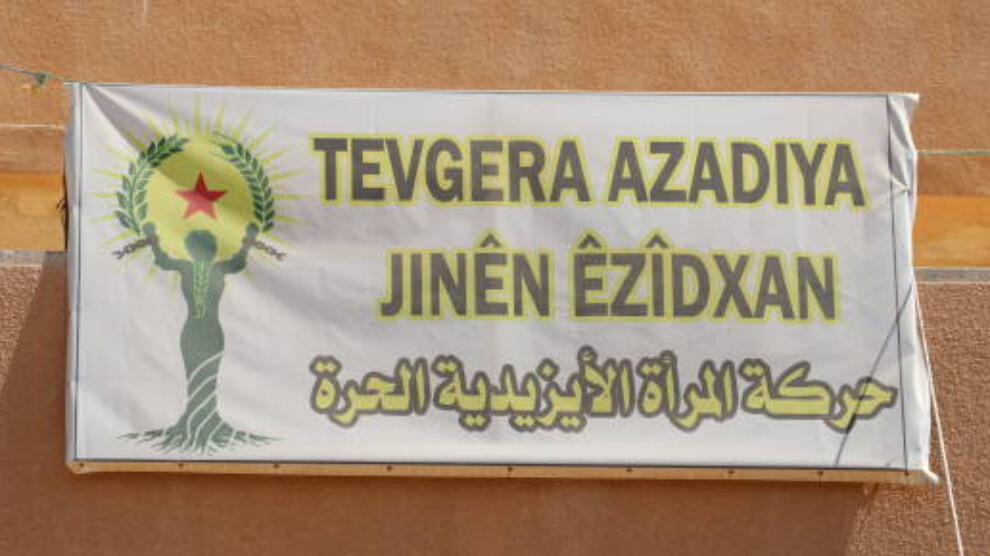 TEVGERA AZADIYA
JINÊN ÊZÎDXAN
حركة المرأة الأيزيدية الحرة